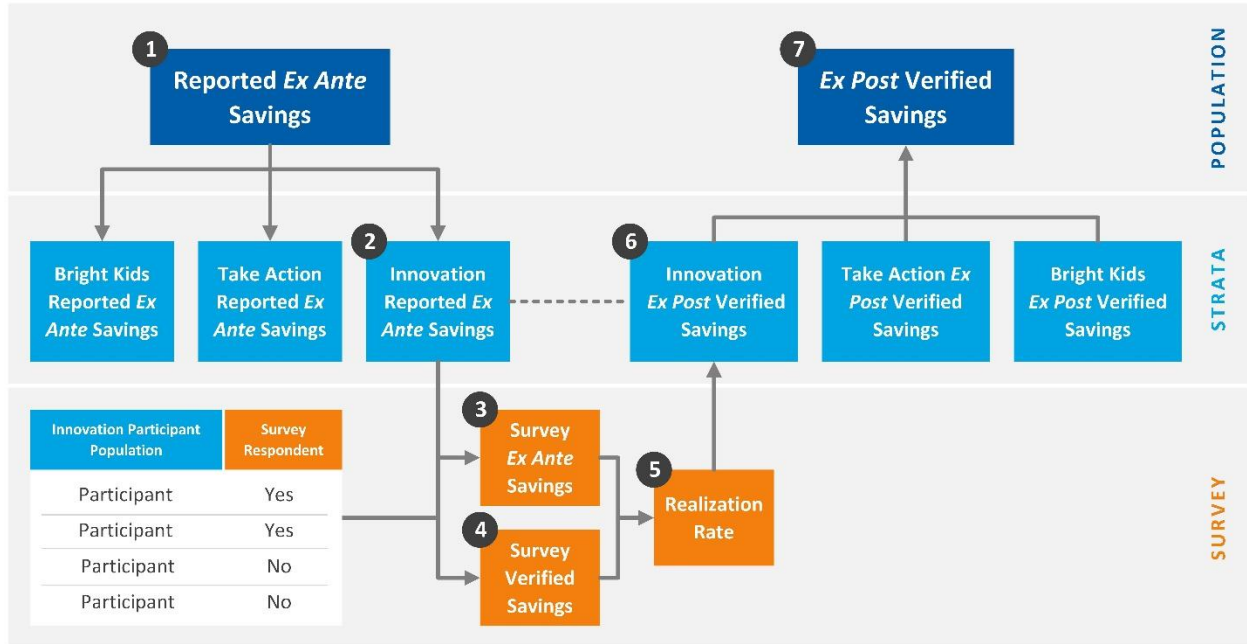 1
Reported Ex Ante
Savings
7
Ex Post Verified
Savings
POPULATION
Bright Kids
Reported Ex
Ante Savings
Take Action
Reported Ex
Ante Savings
2
Innovation
Reported Ex
Ante Savings
6
Innovation
Ex Post Verified
Savings
Take Action Ex
Post Verified
Savings
Bright Kids
Ex Post Verified
Savings
STRATA
Innovation Participant
Population
Survey
Respondent
Participant Yes
Participant Yes
Participant No
Participant No
3
Survey
Ex Ante
Savings
4
Survey
Verified
Savings
5
Realization
Rate
SURVEY